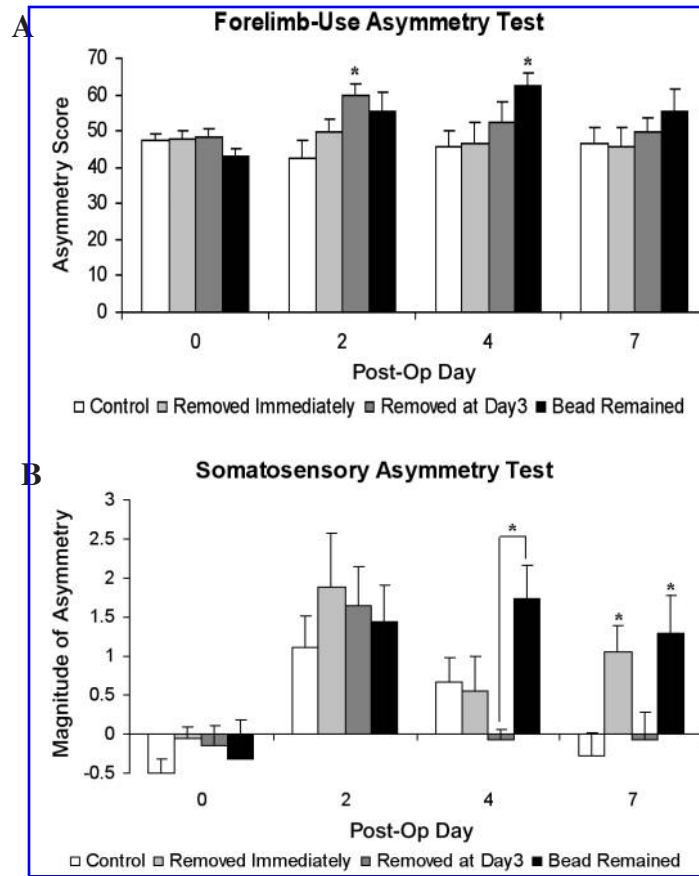 A
Forelimb-Use Asymmetry Test
70
60
50
40
30
20
10
0
Asymmetry Score
*
*
0 2 4 7
Post-Op Day
Control Removed Immediately Removed at Day3 Bead Remained
B
Somatosensory Asymmetry Test
3
2.5
2
1.5
1
0.5
0
-0.5
Magnitude of Asymmetry
*
*
*
0 2 4 7
Post-Op Day
Control Removed Immediately Removed at Day3 Bead Remained